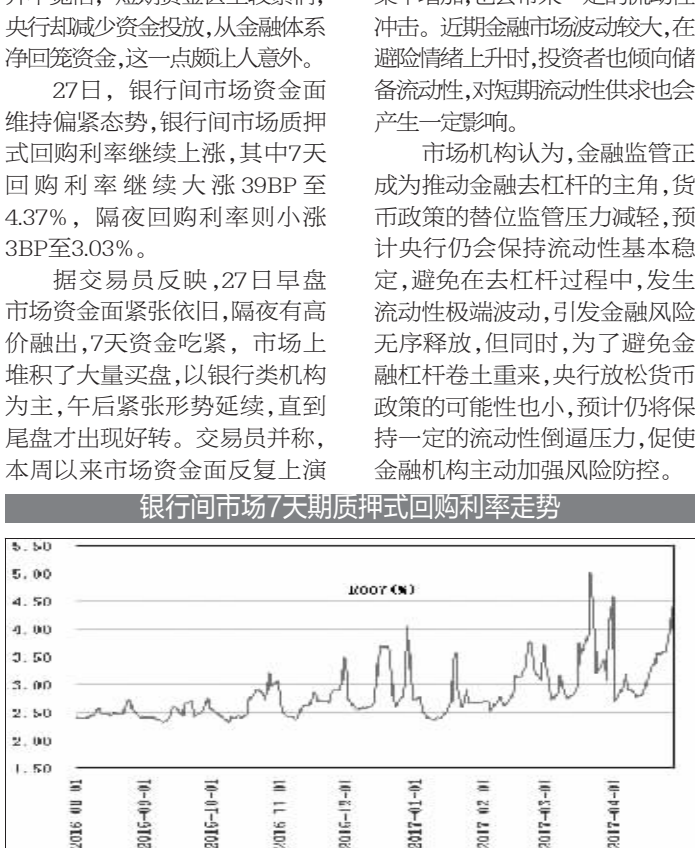 央行却减少资金投放,从金融体系
净回笼资金,这一点颇让人意外。
27日，银行间市场资金面
维持偏紧态势,银行间市场质押
式回购利率继续上涨,其中7天
回购利率继续大涨39BP至
4.37%，隔夜回购利率则小涨
3BP至3.03%。
据交易员反映,27日早盘
市场资金面紧张依旧,隔夜有高
价融出,7天资金吃紧，市场上
堆积了大量买盘,以银行类机构
为主,午后紧张形势延续,直到
尾盘才出现好转。交易员并称,
本周以来市场资金面反复上演
冲击。近期金融市场波动较大,在
避险情绪上升时,投资者也倾向储
备流动性,对短期流动性供求也会
产生一定影响。
市场机构认为,金融监管正
成为推动金融去杠杆的主角,货
币政策的替位监管压力减轻,预
计央行仍会保持流动性基本稳
定,避免在去杠杆过程中,发生
流动性极端波动,引发金融风险
无序释放,但同时,为了避免金
融杠杆卷土重来,央行放松货币
政策的可能性也小,预计仍将保
持一定的流动性倒逼压力,促使
金融机构主动加强风险防控。
银行间市场7天期质押式回购利率走势
R007(%)
5.50
5.00
4.50
4.00
3.50
3.00
2.50
2.00
1.50
2016-08-01
2016-09-01
2016-10-01
2016-11-01
2016-12-01
2017-01-01
2017-02-01
2017-03-01
2017-04-01